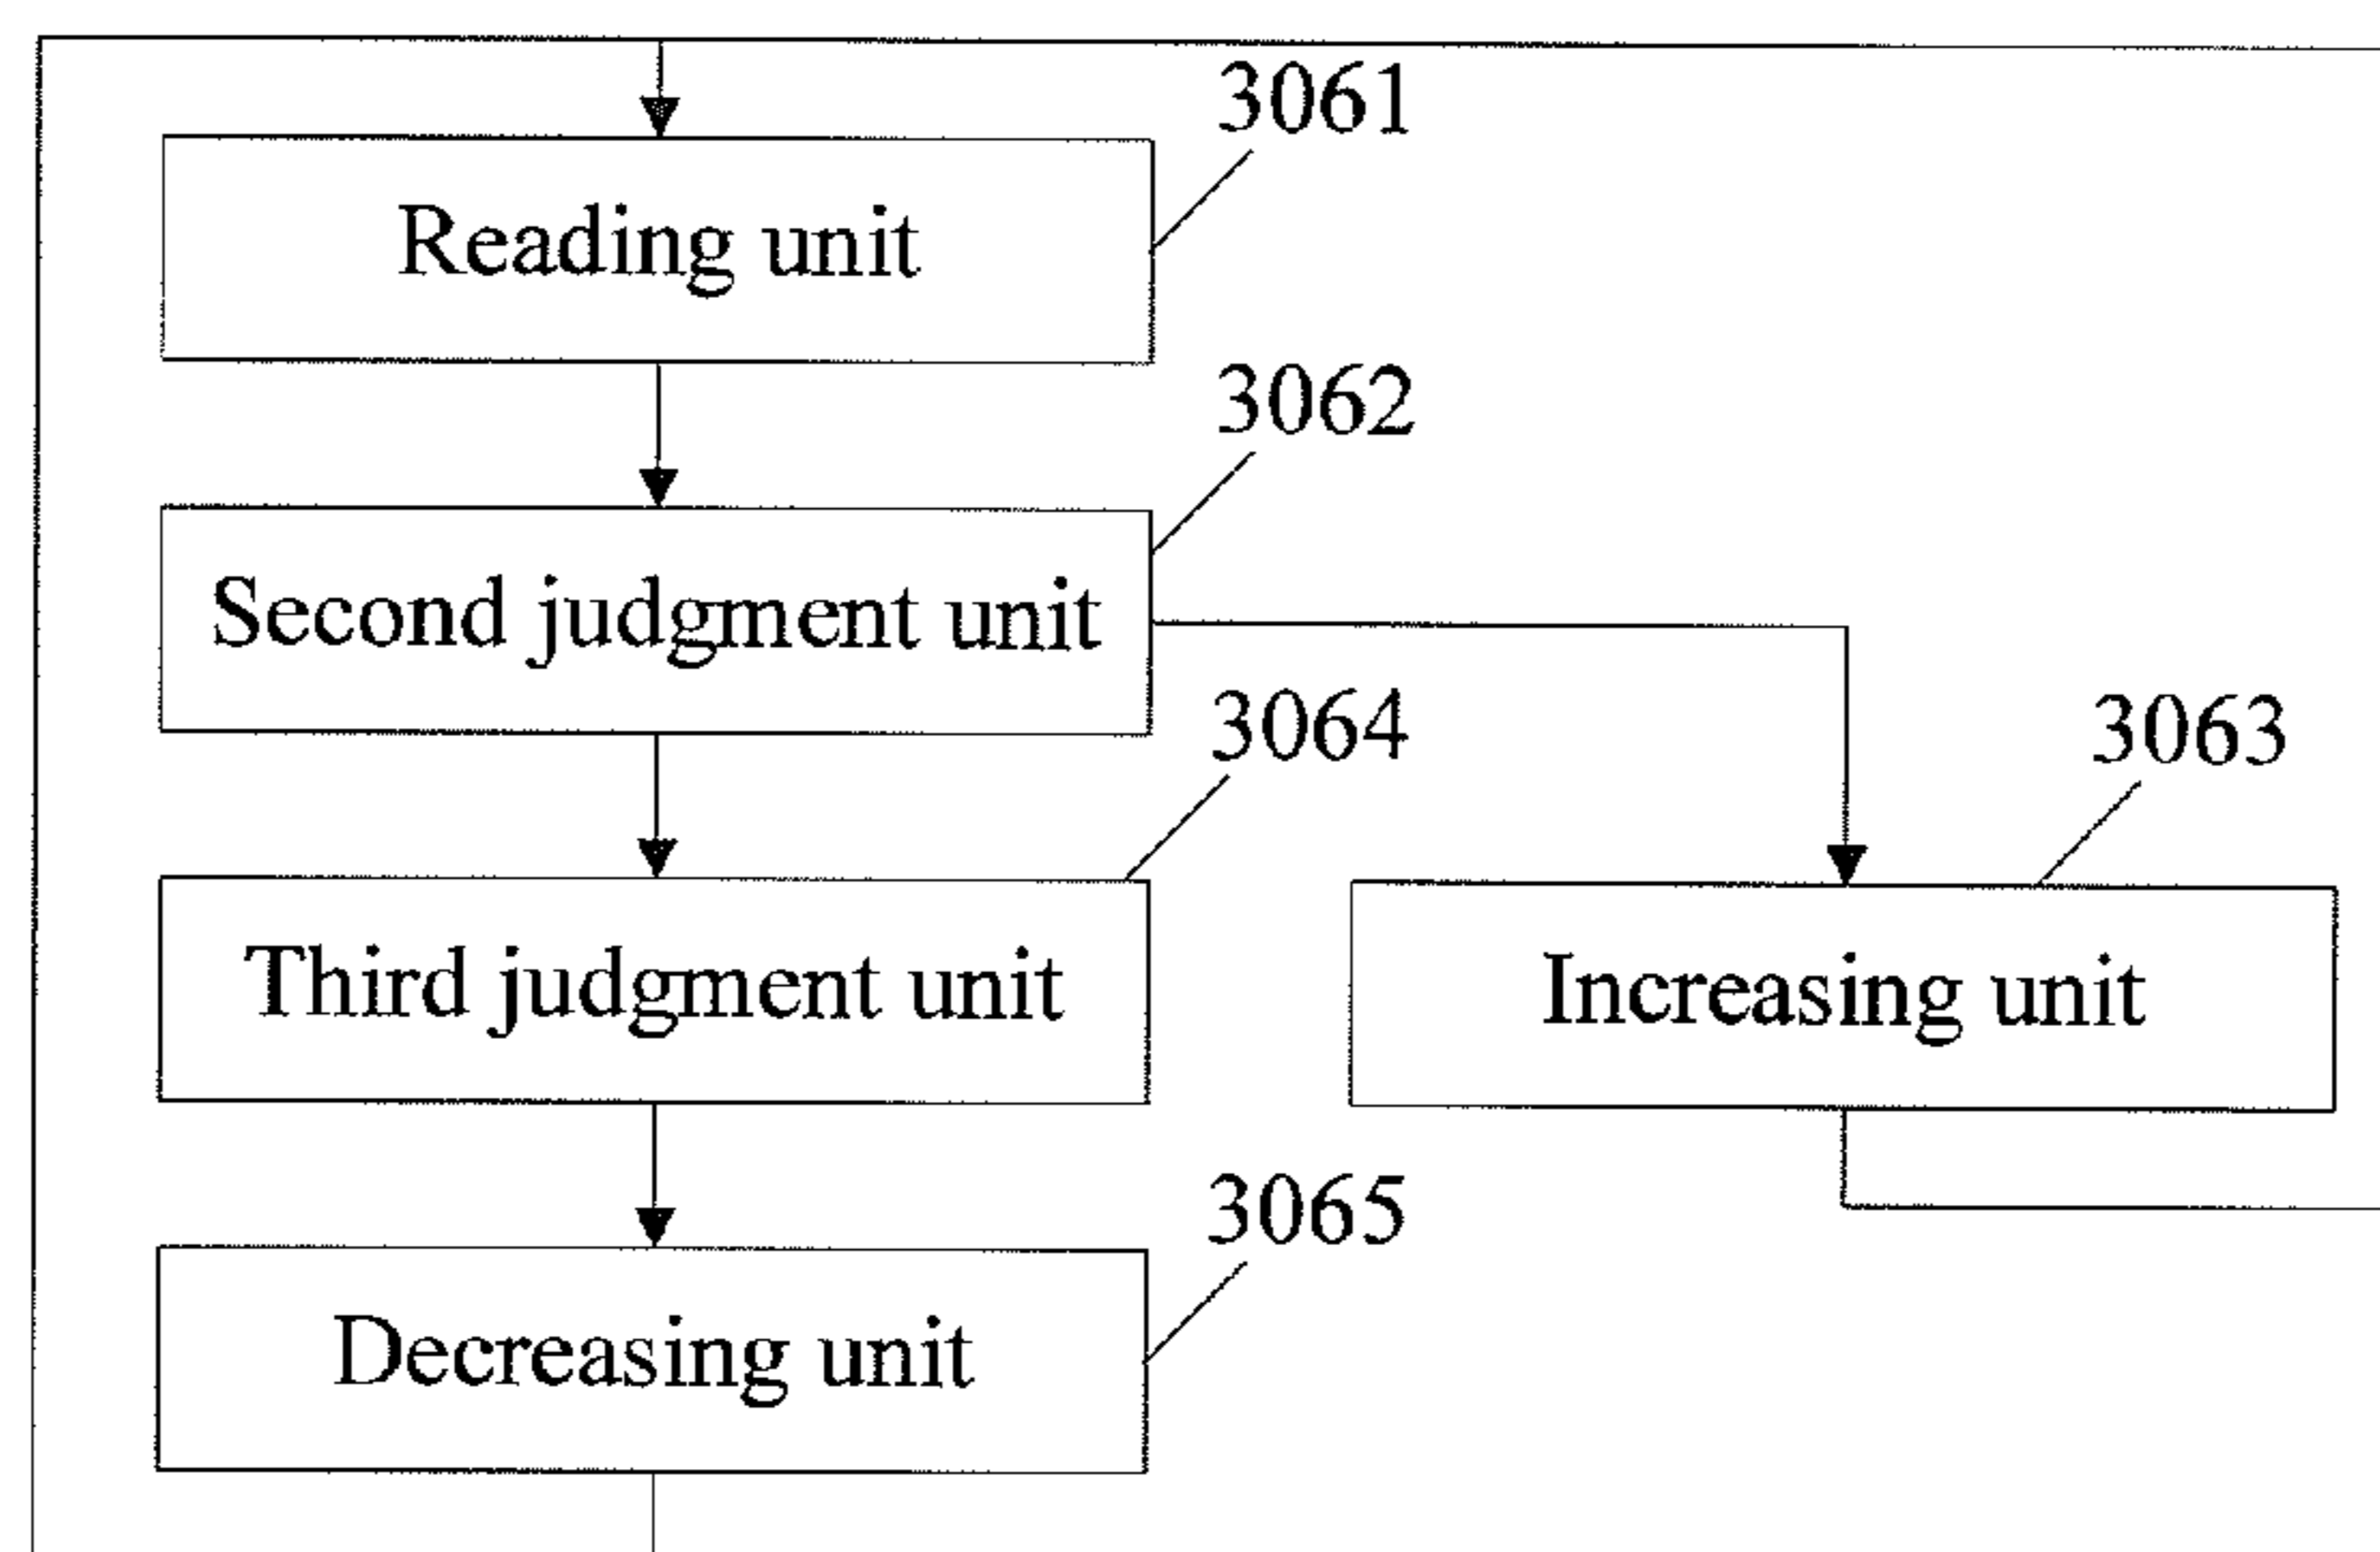 3061
Reading unit
3062
Second judgment unit
3064
3063
Third judgment unit
Increasing unit
3065
Decreasing unit